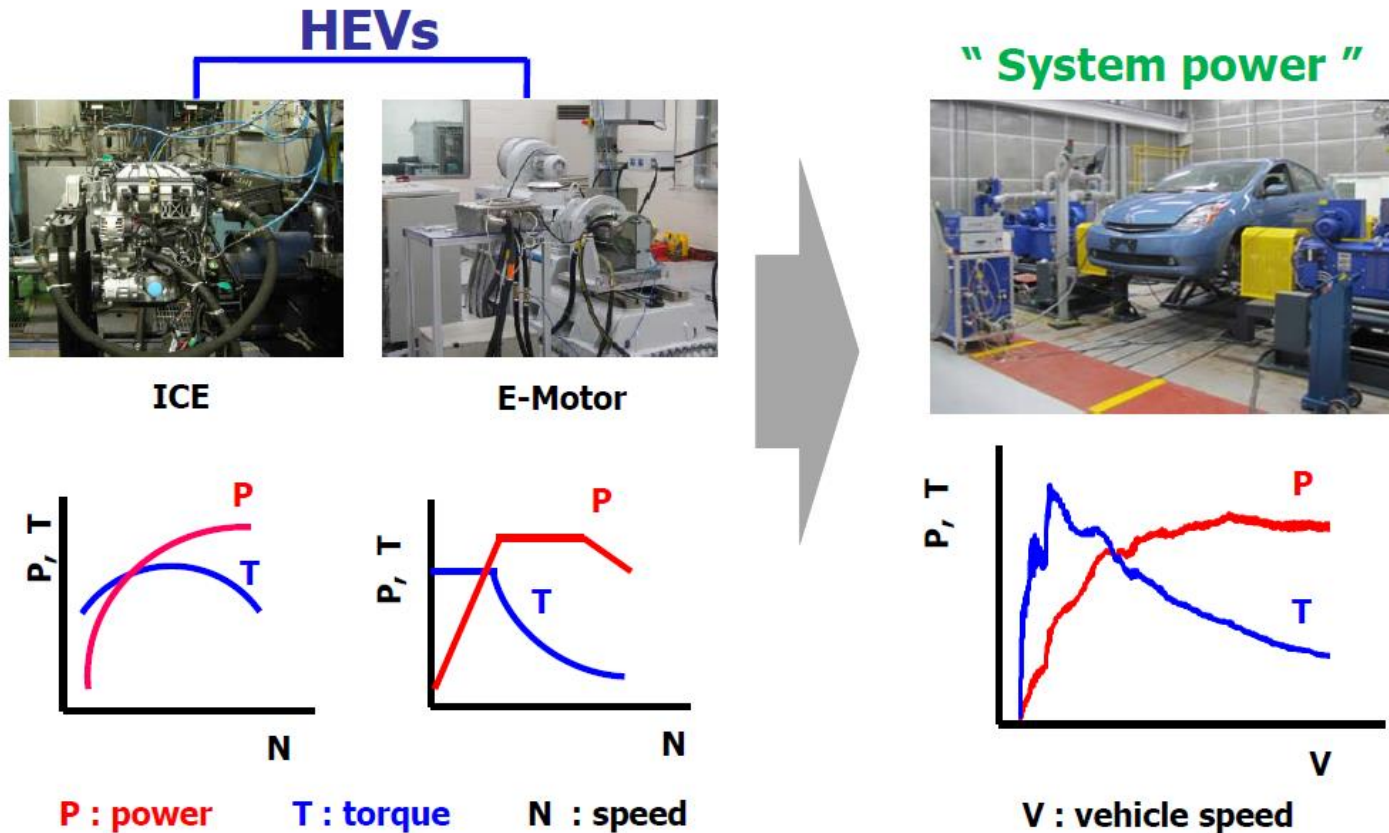 HEVs
“ System power ”
ICE
E-Motor
P, T
P
T
N
P, T
P
T
N
P, T
P
T
V
P : power T : torque N : speed
V : vehicle speed